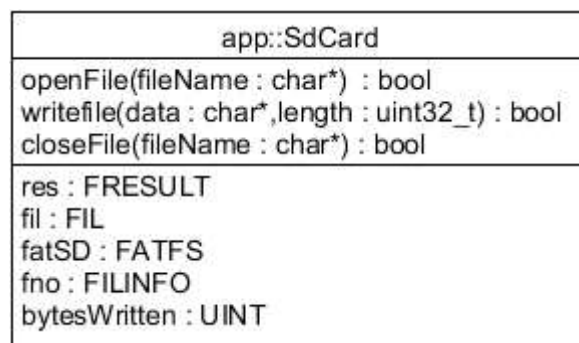 app::SdCard
openFile(fileName : char*) : bool
writefile(data : char*,length : uint32_t) : bool
closeFile(fileName : char*) : bool
res : FRESULT
fil : FIL
fatSD : FATFS
fno : FILINFO
bytesWritten : UINT